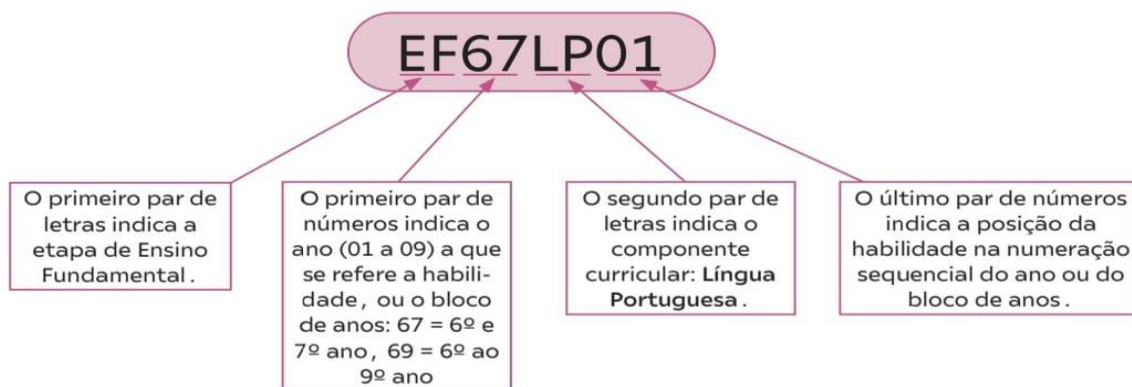 EF67LP01
O primeiro par de
letras indica a
etapa de Ensino
Fundamental.
O primeiro par de
números indica o
ano (01 a 09) a que
se refere a habili-
dade, ou o bloco
de anos: 67 = 6º e
7º ano, 69 = 6º ao
9º ano
O segundo par de
letras indica o
componente
curricular: Língua
Portuguesa.
O último par de números
indica a posição da
habilidade na numeração
sequencial do ano ou do
bloco de anos.